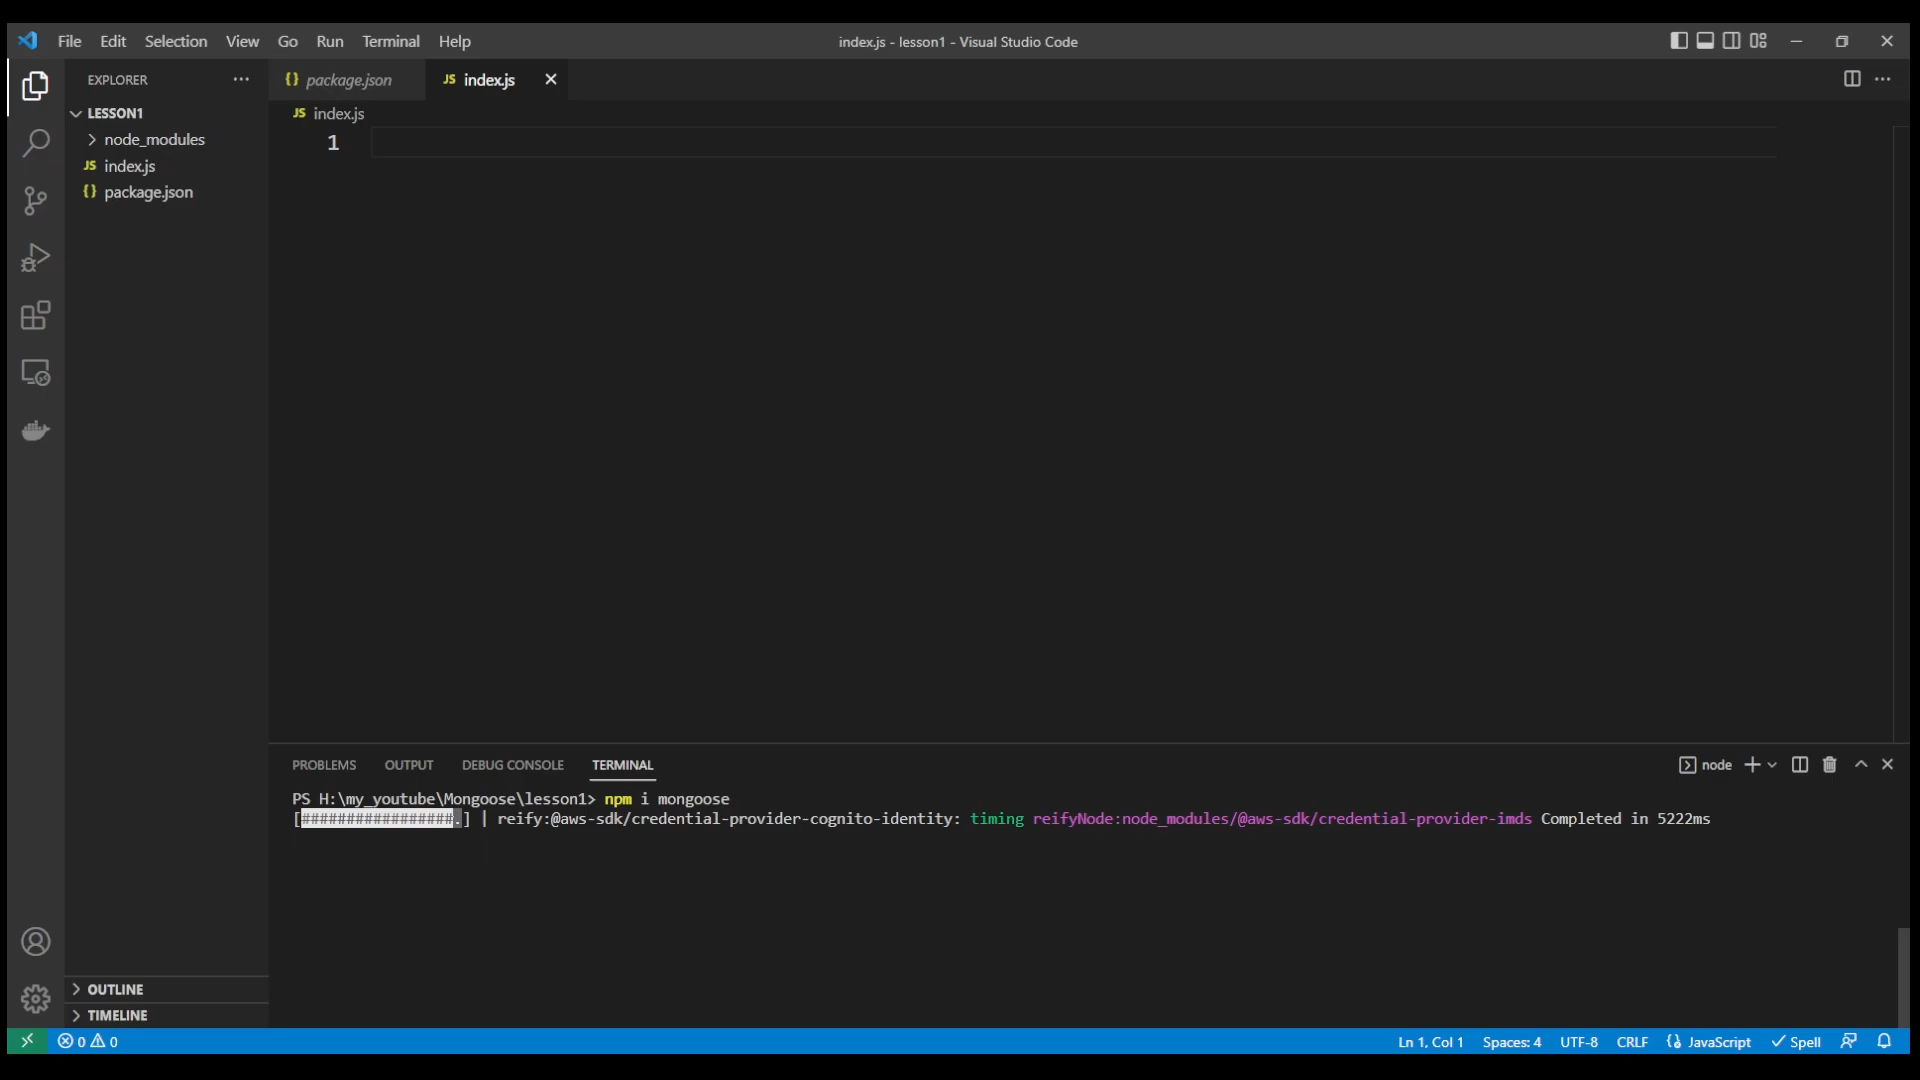 File Edit Selection View Go Run Terminal Help
index.js - lesson1 - Visual Studio Code
EXPLORER
LESSON1
node_modules
JS index.js
{} package.json
{} package.json
JS index.js
JS index.js
1
PROBLEMS OUTPUT DEBUG CONSOLE TERMINAL
node
PS H:\my_youtube\Mongoose\lesson1> npm i mongoose
[#################.] | reify:@aws-sdk/credential-provider-cognito-identity: timing reifyNode:node_modules/@aws-sdk/credential-provider-imds Completed in 5222ms
OUTLINE
TIMELINE
0 0
Ln 1, Col 1 Spaces: 4 UTF-8 CRLF JavaScript Spell